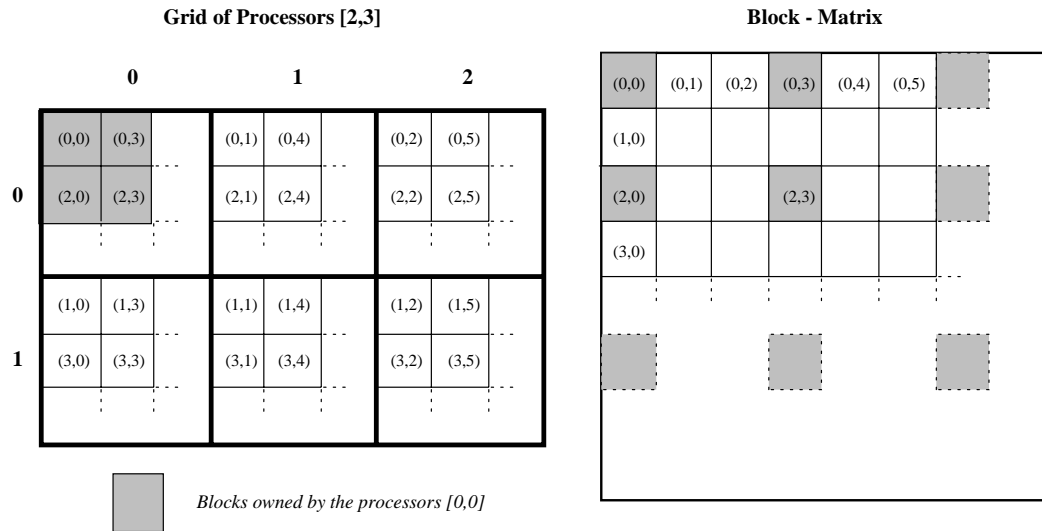 Grid of Processors [2,3]
0 1 2
0
(0,0) (0,3) (0,1) (0,4) (0,2) (0,5)
(2,0) (2,3) (2,1) (2,4) (2,2) (2,5)
1
(1,0) (1,3) (1,1) (1,4) (1,2) (1,5)
(3,0) (3,3) (3,1) (3,4) (3,2) (3,5)
Blocks owned by the processors [0,0]
Block - Matrix
(0,0) (0,1) (0,2) (0,3) (0,4) (0,5)
(1,0)
(2,0) (2,3)
(3,0)